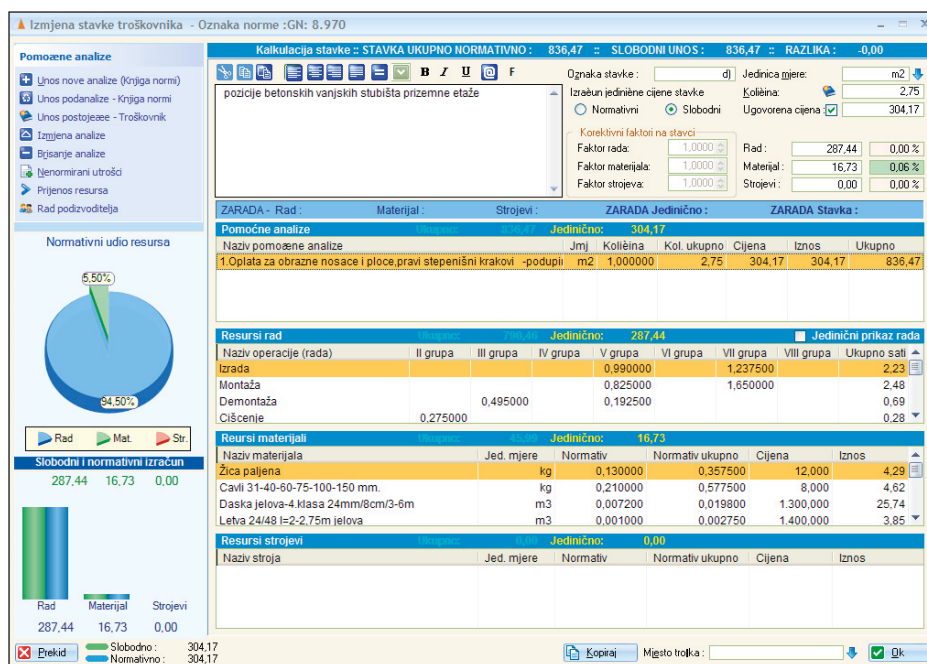 Izmjena stavke troškovnika - Oznaka norme :GN: 8.970
Pomoæne analize
Unos nove analize (Knjiga normi)
Unos podanalize - Knjiga normi
Unos postojeæe - Troškovnik
Izmjena analize
Brisanje analize
Nenormirani utrošci
Prijenos resursa
Rad podizvoditelja
Normativni udio resursa
5,50%
94,50%
Rad Mat. Str.
Slobodni i normativni izračun
287,44 16,73 0,00
Rad Materijal Strojevi
287,44 16,73 0,00
Kalkulacija stavke :: STAVKA UKUPNO NORMATIVNO : 836,47 :: SLOBODNI UNOS : 836,47 :: RAZLIKA : -0,00
B I U @ F
pozicije betonskih vanjskih stubišta prizemne etaže
Oznaka stavke : d) Jedinica mjere: m2
Izraèun jediniène cijene stavke Kolièina: 2,75
Normativni Slobodni Ugovorena cijena : 304,17
Korektivni faktori na stavci
Faktor rada: 1,0000 Rad : 287,44 0,00 %
Faktor materijala: 1,0000 Materijal : 16,73 0,06 %
Faktor strojeva: 1,0000 Strojevi : 0,00 0,00 %
ZARADA - Rad : Materijal : Strojevi : ZARADA Jedinično : ZARADA Stavka :
Pomoćne analize Ukupno: 836,47 Jedinično: 304,17
Naziv pomoæne analize Jmj Kolièina Kol. ukupno Cijena Iznos Ukupno
1.Oplata za obrazne nosace i ploce,pravi stepenišni krakovi -podupi m2 1,000000 2,75 304,17 304,17 836,47
Resursi rad Ukupno: 790,46 Jedinično: 287,44 Jedinični prikaz rada
Naziv operacije (rada) II grupa III grupa IV grupa V grupa VI grupa VII grupa VIII grupa Ukupno sati
Izrada 0,990000 1,237500 2,23
Montaža 0,825000 1,650000 2,48
Demontaža 0,495000 0,192500 0,69
Cišcenje 0,275000 0,28
Reursi materijali Ukupno: 45,99 Jedinično: 16,73
Naziv materijala Jed. mjere Normativ Normativ ukupno Cijena Iznos
Žica paljena kg 0,130000 0,357500 12,000 4,29
Cavli 31-40-60-75-100-150 mm. kg 0,210000 0,577500 8,000 4,62
Daska jelova-4.klasa 24mm/8cm/3-6m m3 0,007200 0,019800 1.300,000 25,74
Letva 24/48 l=2-2,75m jelova m3 0,001000 0,002750 1.400,000 3,85
Resursi strojevi Ukupno: 0,00 Jedinično: 0,00
Naziv stroja Jed. mjere Normativ Normativ ukupno Cijena Iznos
Prekid
Slobodno : 304,17
Normativno : 304,17
Kopiraj Mjesto trojka : Ok